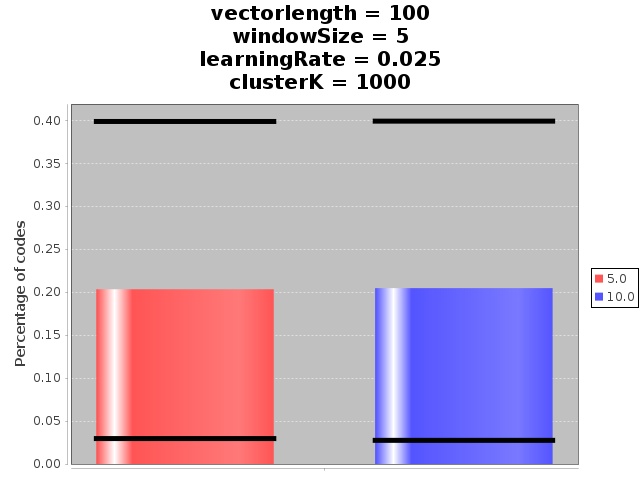 vectorlength = 100
windowSize = 5
learningRate = 0.025
clusterK = 1000
Percentage of codes
0.40
0.35
0.30
0.25
0.20
0.15
0.10
0.05
0.00
5.0
10.0